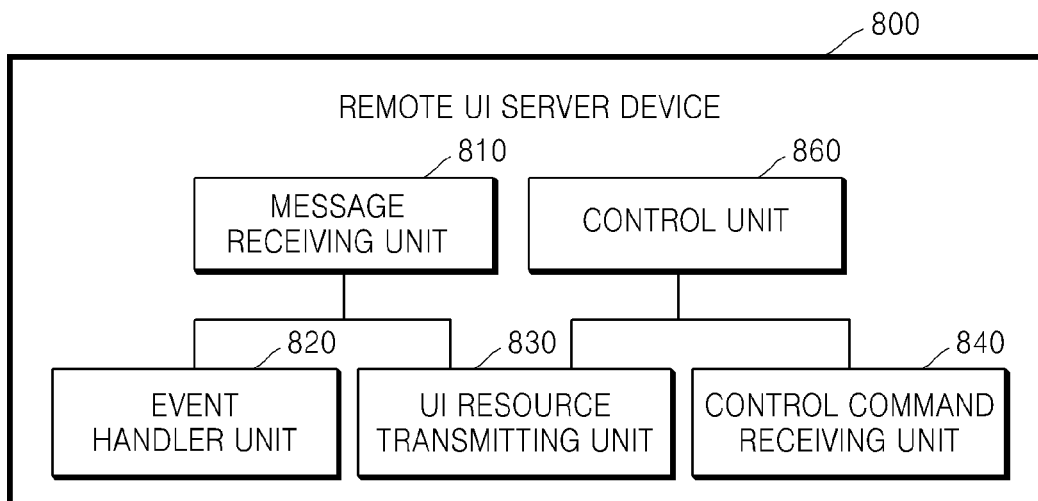 800
REMOTE UI SERVER DEVICE
810
860
MESSAGE
RECEIVING UNIT
CONTROL UNIT
820
830
840
EVENT
HANDLER UNIT
UI RESOURCE
TRANSMITTING UNIT
CONTROL COMMAND
RECEIVING UNIT